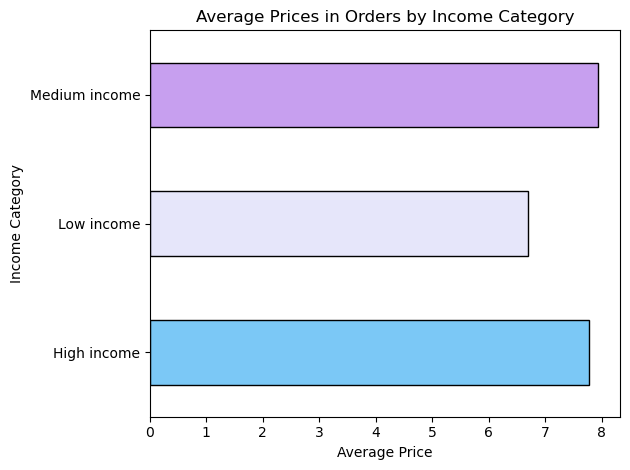 Average Prices in Orders by Income Category
Income Category
Medium income
Low income
High income
0 1 2 3 4 5 6 7 8
Average Price